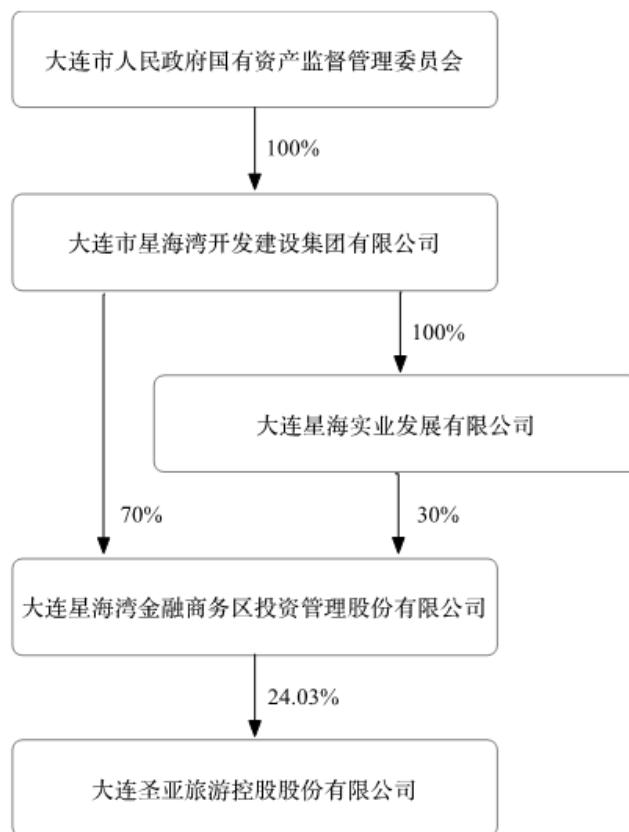 大连市人民政府国有资产监督管理委员会
100%
大连市星海湾开发建设集团有限公司
100%
大连星海实业发展有限公司
70%
30%
大连星海湾金融商务区投资管理股份有限公司
24.03%
大连圣亚旅游控股股份有限公司